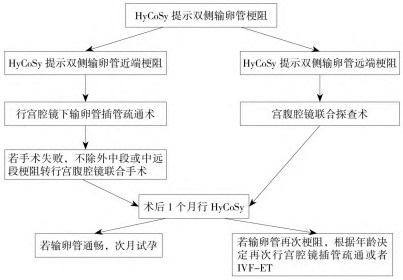 HyCoSy 提示双侧输卵管梗阻
HyCoSy 提示双侧输卵管近端梗阻
HyCoSy 提示双侧输卵管远端梗阻
行宫腔镜下输卵管插管疏通术
宫腹腔镜联合探查术
若手术失败，不除外中段或中远
段梗阻转行宫腹腔镜联合手术
术后 1 个月行 HyCoSy
若输卵管通畅，次月试孕
若输卵管再次梗阻，根据年龄决
定再次行宫腔镜插管疏通或者
IVF-ET